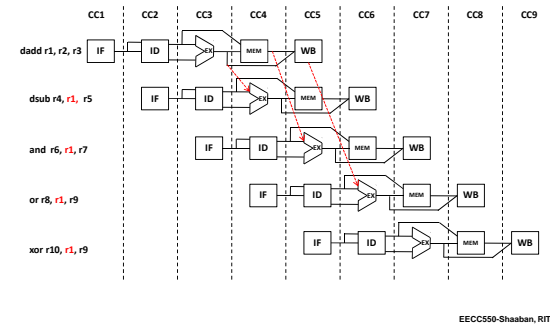 CC1 CC2 CC3 CC4 CC5 CC6 CC7 CC8 CC9
dadd r1, r2, r3 IF ID EX MEM WB
dsub r4, r1, r5 IF ID EX MEM WB
and r6, r1, r7 IF ID EX MEM WB
or r8, r1, r9 IF ID EX MEM WB
xor r10, r1, r9 IF ID EX MEM WB
EECC550-Shaaban, RIT